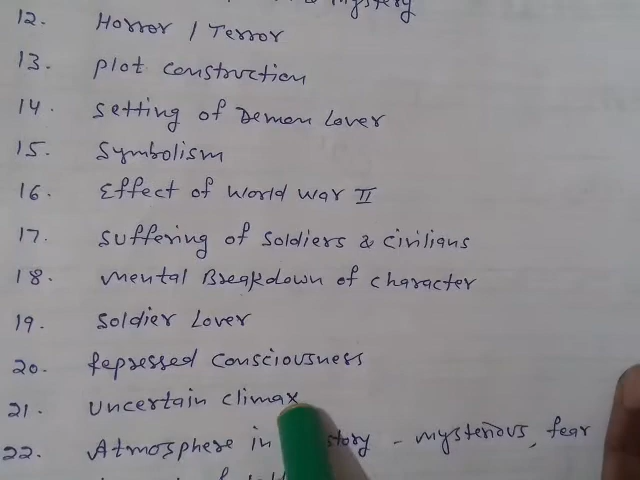 & Mystery
12. Horror / Terror
13. Plot construction
14. Setting of Demon Lover
15. Symbolism
16. Effect of World War II
17. Suffering of Soldiers & Civilians
18. Mental Breakdown of character
19. Soldier Lover
20. Repressed Consciousness
21. Uncertain climax
22. Atmosphere in story - mysterious, fear